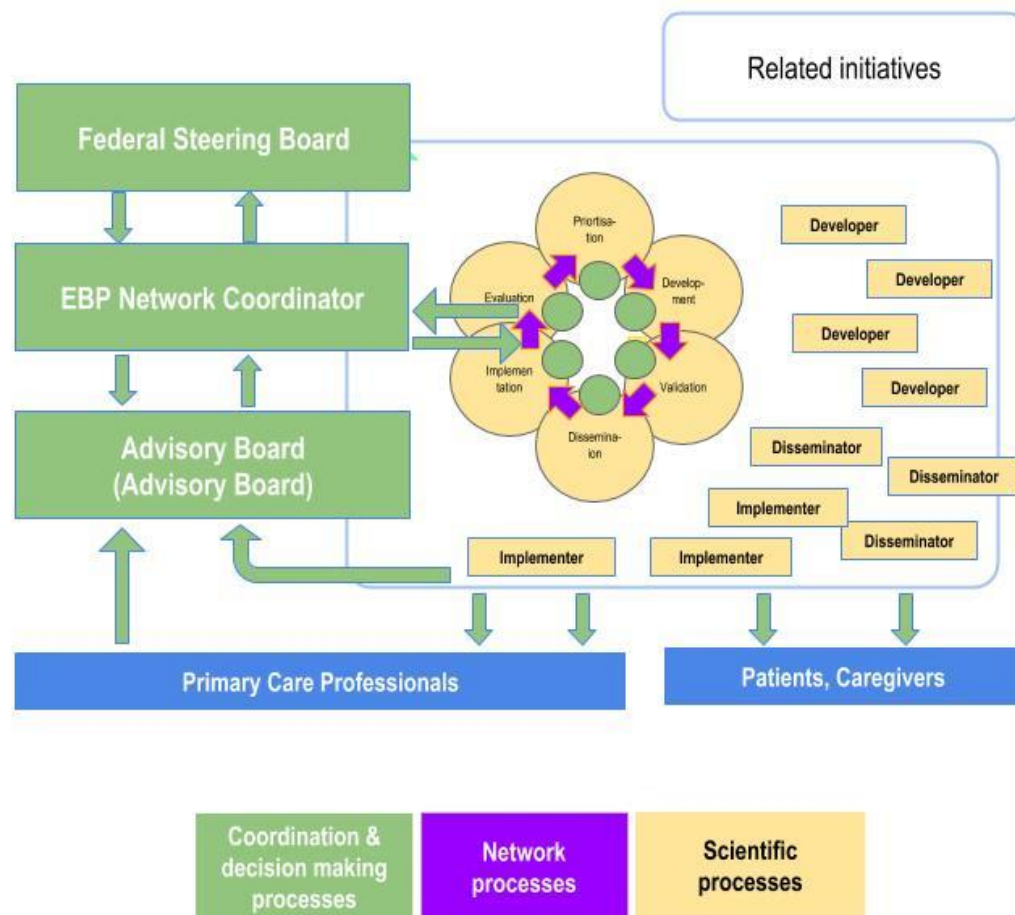 Related initiatives
Federal Steering Board
EBP Network Coordinator
Advisory Board
(Advisory Board)
Prioritisa-
tion
Develop-
ment
Validation
Dissemina-
ion
Implemen
tation
Evaluation
Developer
Developer
Developer
Developer
Disseminator
Disseminator
Implementer
Disseminator
Implementer
Implementer
Primary Care Professionals
Patients, Caregivers
Coordination &
decision making
processes
Network
processes
Scientific
processes